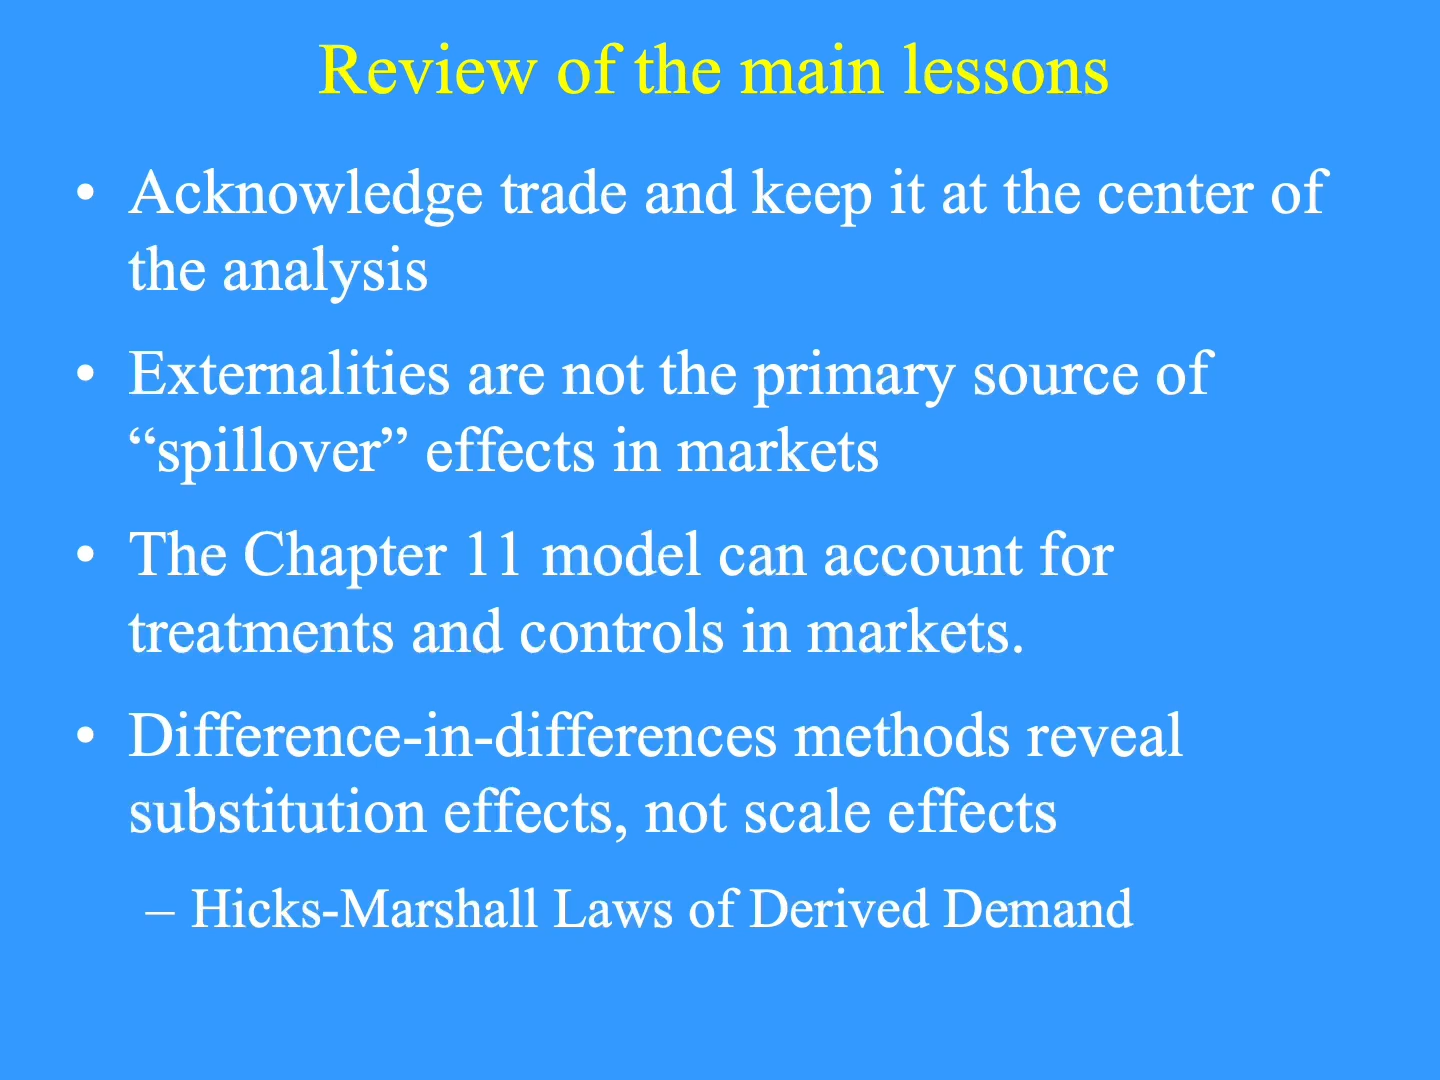 Review of the main lessons
• Acknowledge trade and keep it at the center of
the analysis
• Externalities are not the primary source of
“spillover” effects in markets
• The Chapter 11 model can account for
treatments and controls in markets.
• Difference-in-differences methods reveal
substitution effects, not scale effects
– Hicks-Marshall Laws of Derived Demand